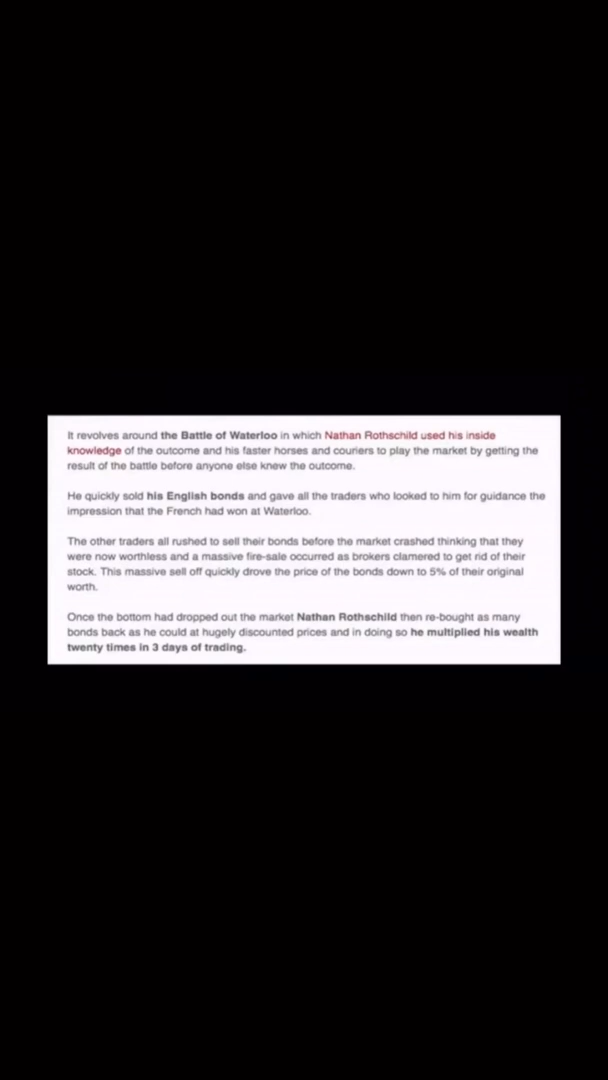 It revolves around the Battle of Waterloo in which Nathan Rothschild used his inside
knowledge of the outcome and his faster horses and couriers to play the market by getting the
result of the battle before anyone else knew the outcome.
He quickly sold his English bonds and gave all the traders who looked to him for guidance the
impression that the French had won at Waterloo.
The other traders all rushed to sell their bonds before the market crashed thinking that they
were now worthless and a massive fire-sale occurred as brokers clamered to get rid of their
stock. This massive sell off quickly drove the price of the bonds down to 5% of their original
worth.
Once the bottom had dropped out the market Nathan Rothschild then re-bought as many
bonds back as he could at hugely discounted prices and in doing so he multiplied his wealth
twenty times in 3 days of trading.